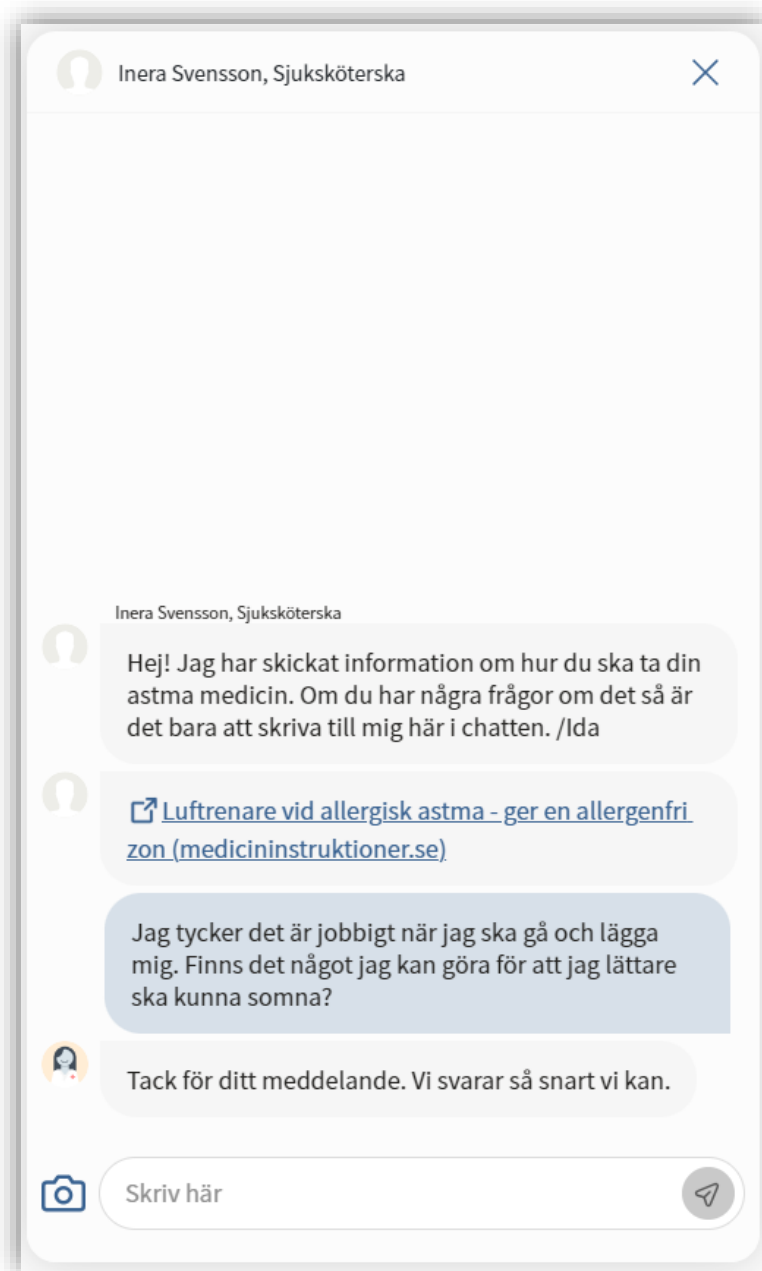 Inera Svensson, Sjuksköterska
Inera Svensson, Sjuksköterska
Hej! Jag har skickat information om hur du ska ta din
astma medicin. Om du har några frågor om det så är
det bara att skriva till mig här i chatten. /Ida
Luftrenare vid allergisk astma - ger en allergenfri
zon (medicininstruktioner.se)
Jag tycker det är jobbigt när jag ska gå och lägga
mig. Finns det något jag kan göra för att jag lättare
ska kunna somna?
Tack för ditt meddelande. Vi svarar så snart vi kan.
Skriv här